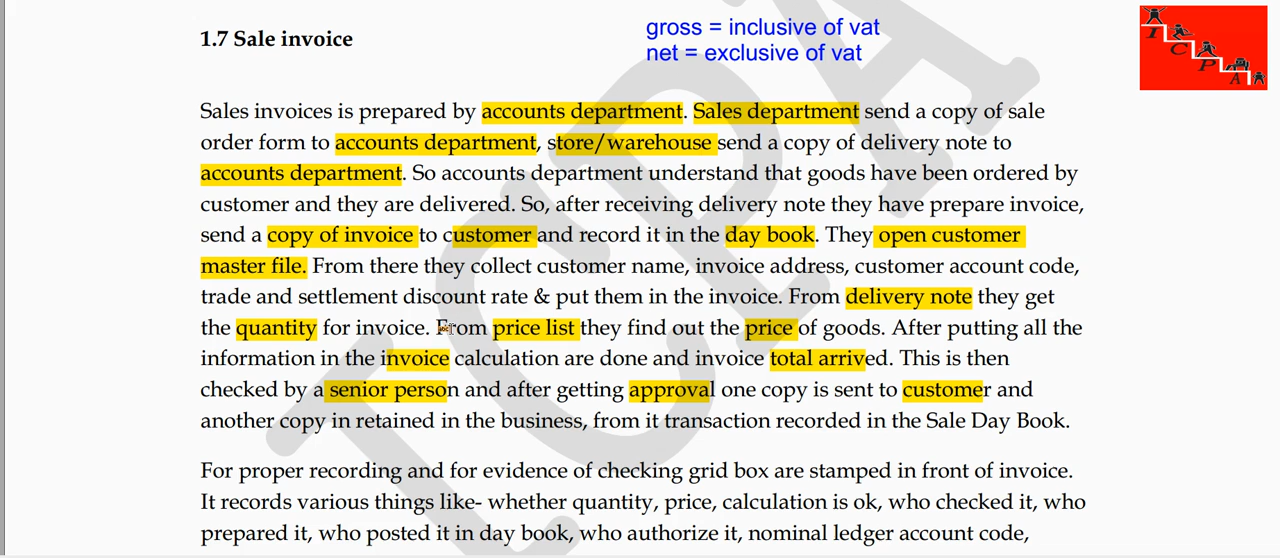 1.7 Sale invoice
gross = inclusive of vat
net = exclusive of vat
I
C
P
A
Sales invoices is prepared by accounts department. Sales department send a copy of sale
order form to accounts department, store/warehouse send a copy of delivery note to
accounts department. So accounts department understand that goods have been ordered by
customer and they are delivered. So, after receiving delivery note they have prepare invoice,
send a copy of invoice to customer and record it in the day book. They open customer
master file. From there they collect customer name, invoice address, customer account code,
trade and settlement discount rate & put them in the invoice. From delivery note they get
the quantity for invoice. From price list they find out the price of goods. After putting all the
information in the invoice calculation are done and invoice total arrived. This is then
checked by a senior person and after getting approval one copy is sent to customer and
another copy in retained in the business, from it transaction recorded in the Sale Day Book.
For proper recording and for evidence of checking grid box are stamped in front of invoice.
It records various things like- whether quantity, price, calculation is ok, who checked it, who
prepared it, who posted it in day book, who authorize it, nominal ledger account code,
ICPA